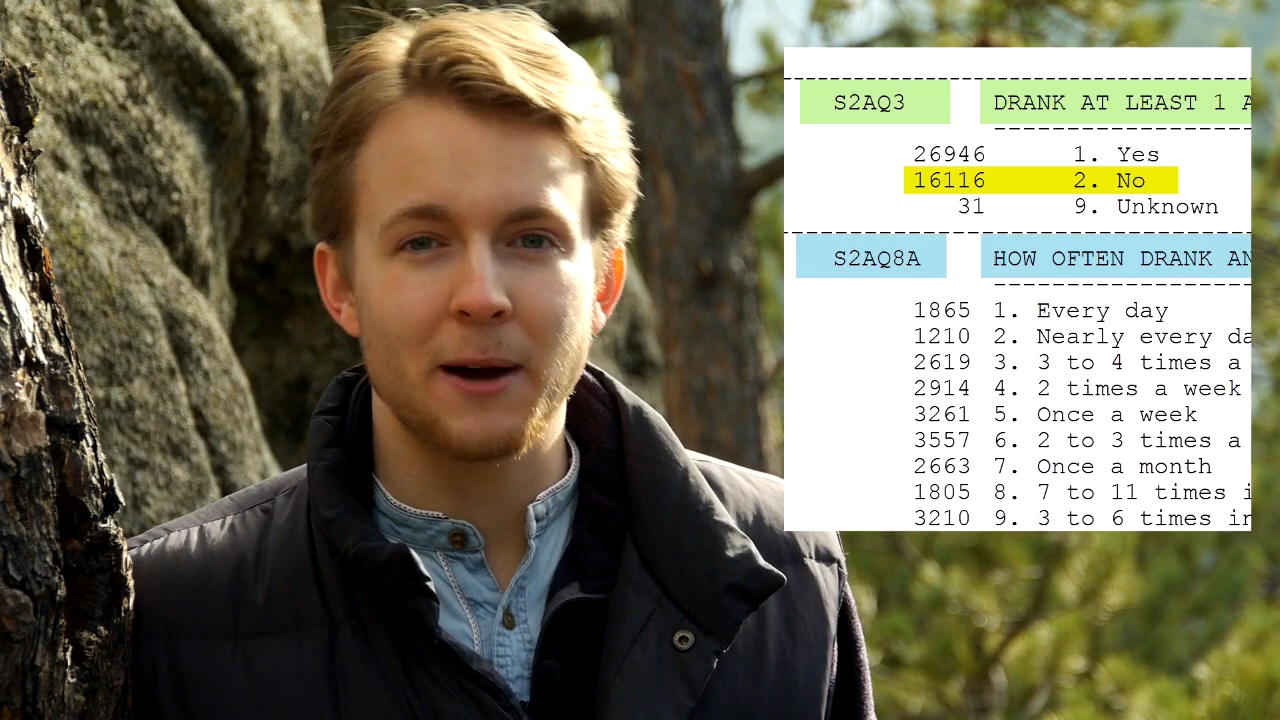 S2AQ3 DRANK AT LEAST 1
26946 1. Yes
16116 2. No
31 9. Unknown
S2AQ8A HOW OFTEN DRANK AN
1865 1. Every day
1210 2. Nearly every da
2619 3. 3 to 4 times a
2914 4. 2 times a week
3261 5. Once a week
3557 6. 2 to 3 times a
2663 7. Once a month
1805 8. 7 to 11 times i
3210 9. 3 to 6 times in